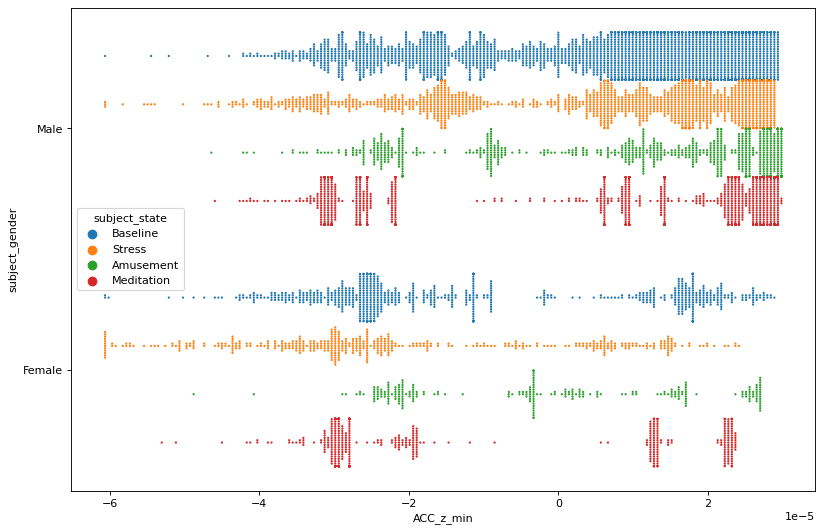 Male
subject_gender
subject_state
Baseline
Stress
Amusement
Meditation
Female
−6 −4 −2 0 2
1e−5
ACC_z_min